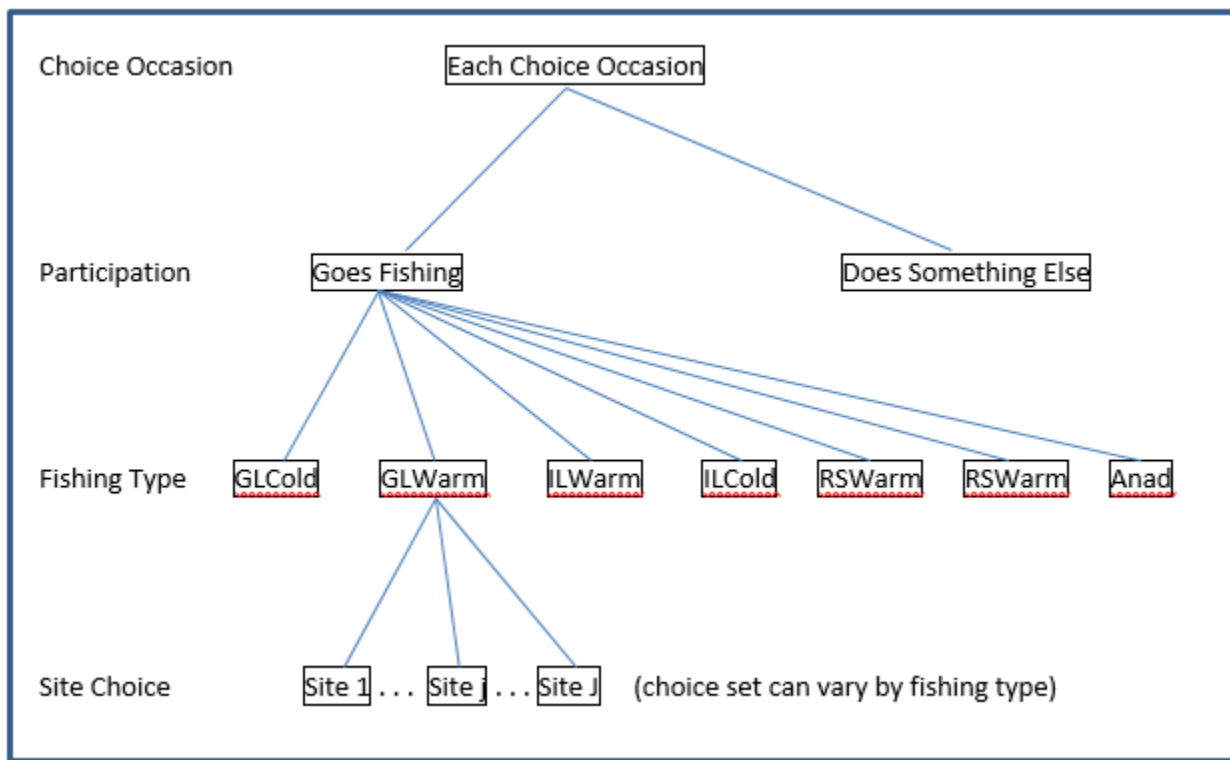 Choice Occasion Each Choice Occasion
Participation Goes Fishing Does Something Else
Fishing Type GLCold GLWarm ILWarm ILCold RSWarm RSWarm Anad
Site Choice Site 1 . . . Site j . . . Site J (choice set can vary by fishing type)